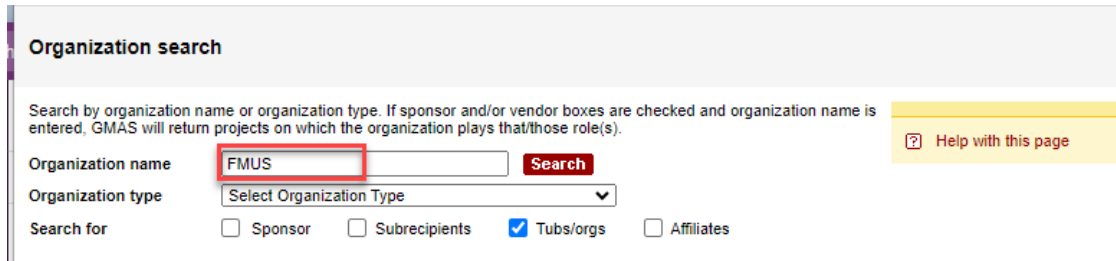 Organization search
Search by organization name or organization type. If sponsor and/or vendor boxes are checked and organization name is
entered, GMAS will return projects on which the organization plays that/those role(s).
Help with this page
Organization name FMUS Search
Organization type Select Organization Type
Search for Sponsor Subrecipients Tubs/orgs Affiliates